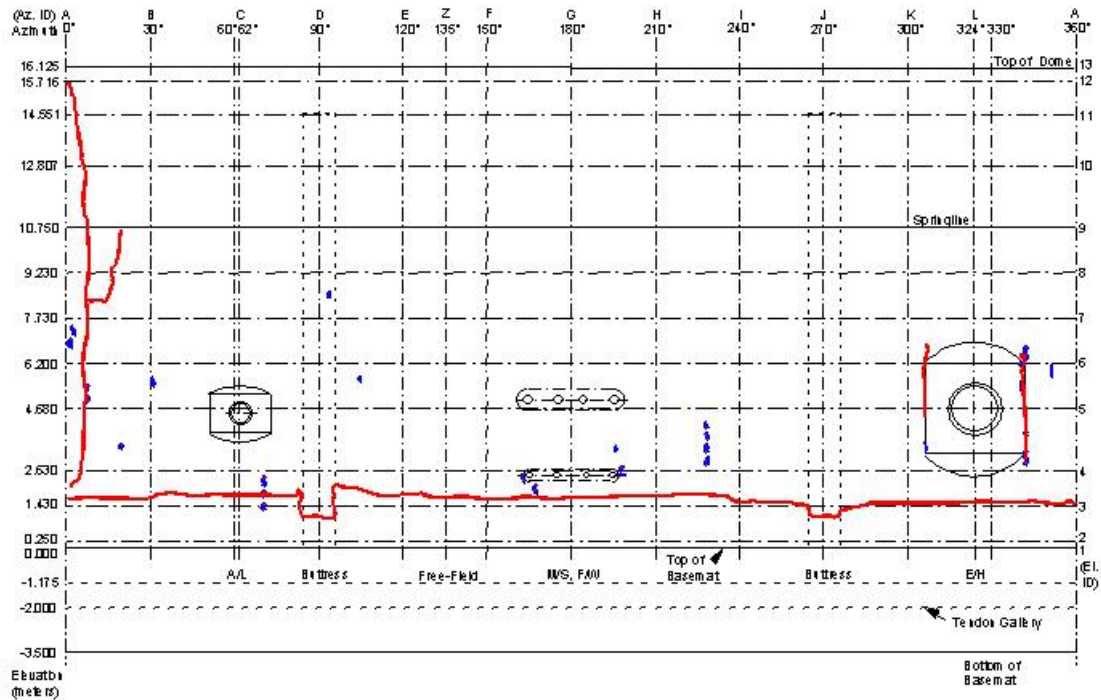 (Az. ID) A B C D E Z F G H I J K L A
Azimuth 0° 30° 60° 62° 90° 120° 135° 150° 180° 210° 240° 270° 300° 324° 330° 360°
16.125 Top of Dome 13
15.716 12
14.551 11
12.807 10
10.750 Springline 9
9.230 8
7.730 7
6.200 6
4.680 5
2.630 4
1.430 3
0.250 2
0.000 Top of Basemat 1
A/L Buttress Free-Field M/S, F/W Buttress E/H (El. ID)
-1.175
-2.000
Tendon Gallery
-3.500
Elevation
(meters)
Bottom of
Basemat